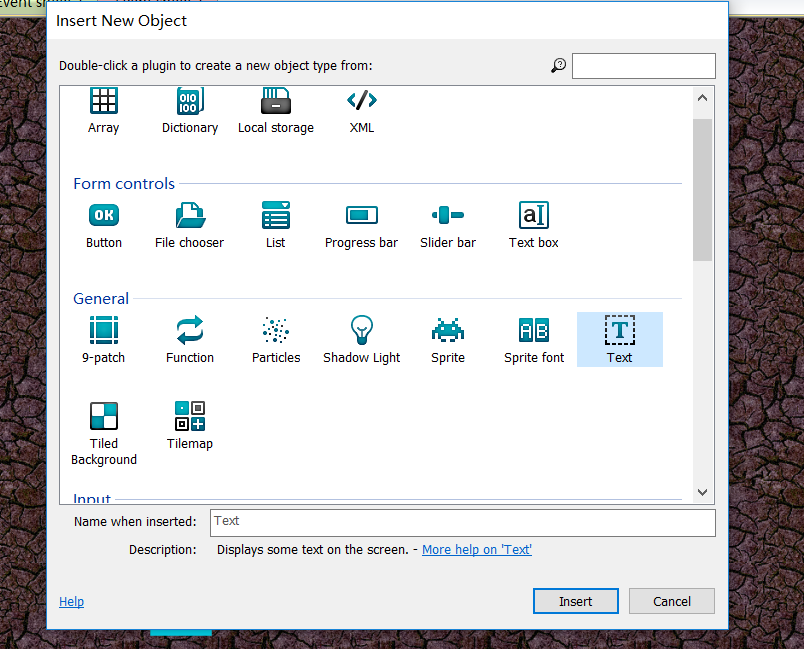 Insert New Object
Double-click a plugin to create a new object type from:
Array
Dictionary
Local storage
XML
Form controls
OK
Button
File chooser
List
Progress bar
Slider bar
aI
Text box
General
9-patch
Function
Particles
Shadow Light
Sprite
AB
Sprite font
T
Text
Tiled
Background
Tilemap
Input
Name when inserted:
Text
Description:
Displays some text on the screen. - More help on 'Text'
Help
Insert
Cancel